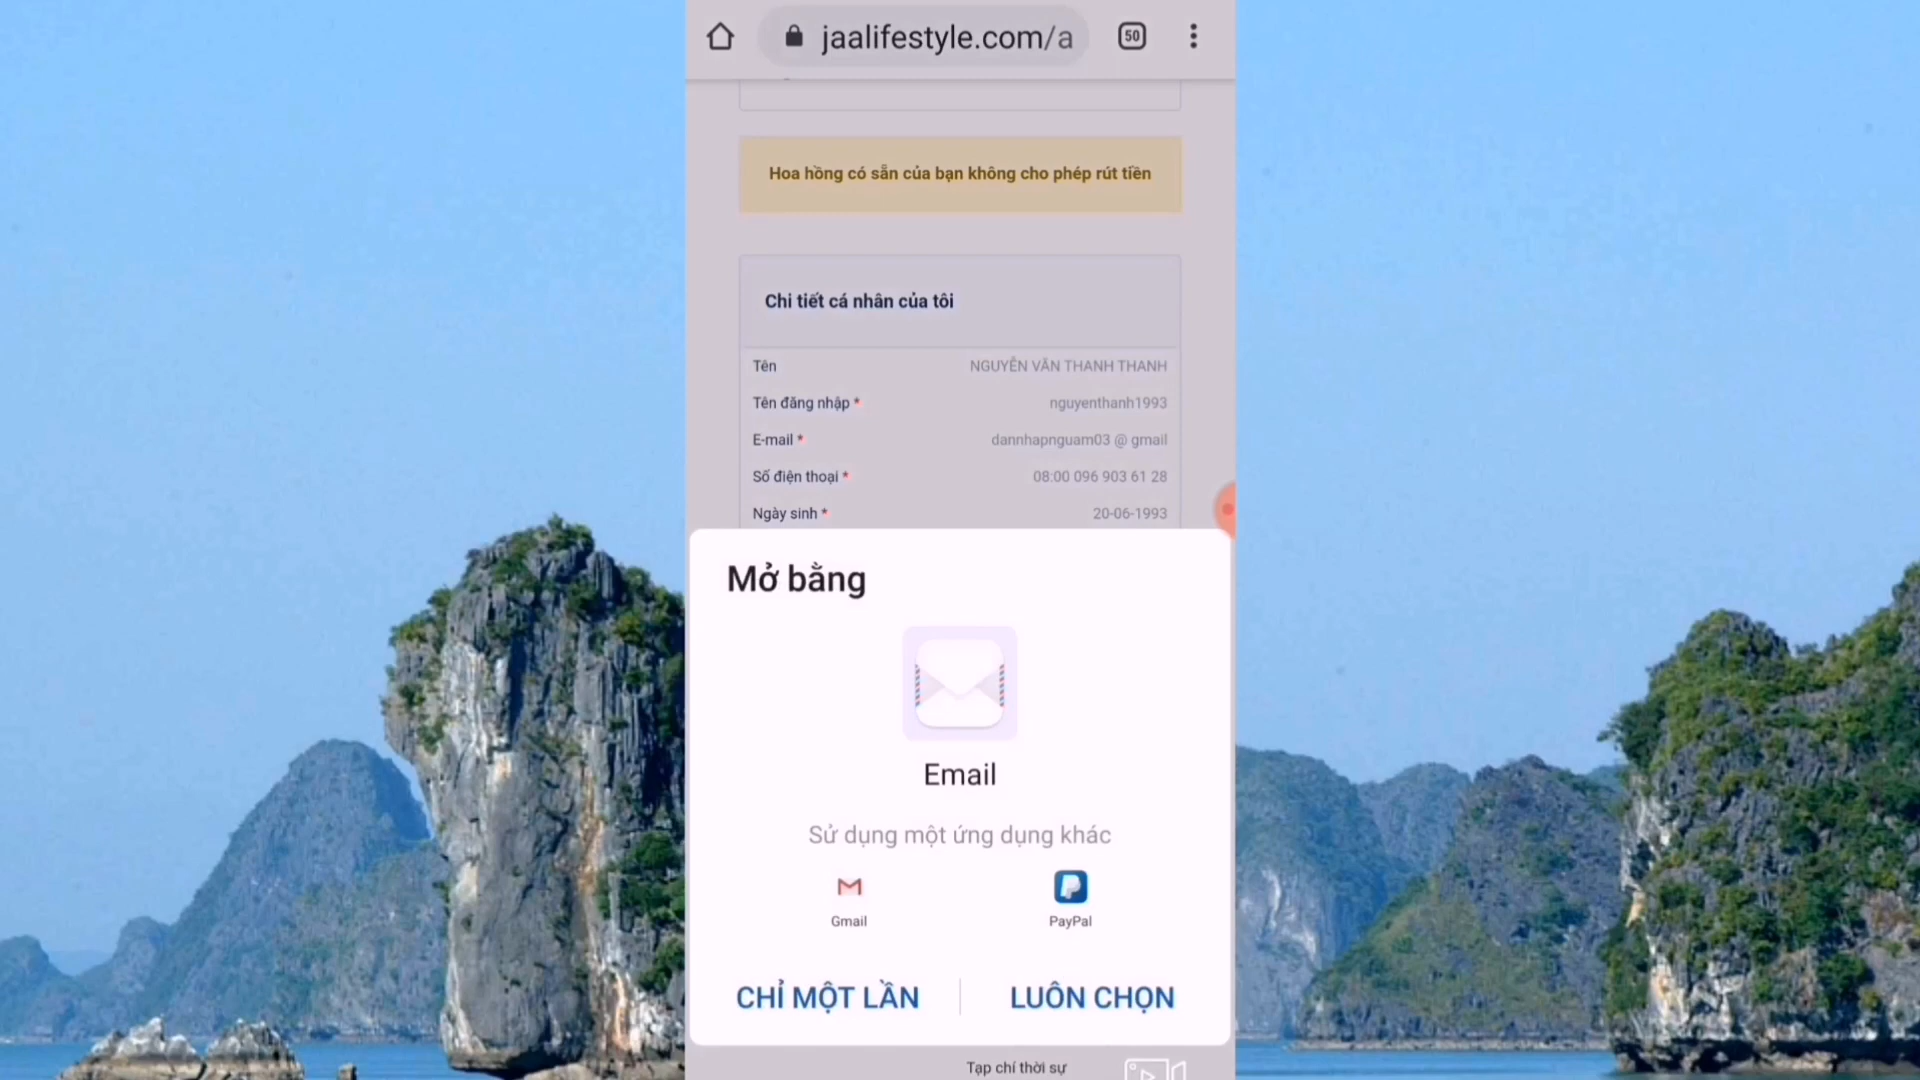 jaalifestyle.com/a
50
Hoa hồng có sẵn của bạn không cho phép rút tiền
Chi tiết cá nhân của tôi
Tên NGUYỄN VĂN THANH THANH
Tên đăng nhập * nguyenthanh1993
E-mail * dannhapnguam03 @ gmail
Số điện thoại * 08:00 096 903 61 28
Ngày sinh * 20-06-1993
Mở bằng
Email
Sử dụng một ứng dụng khác
Gmail PayPal
CHỈ MỘT LẦN LUÔN CHỌN
Tạp chí thời sự